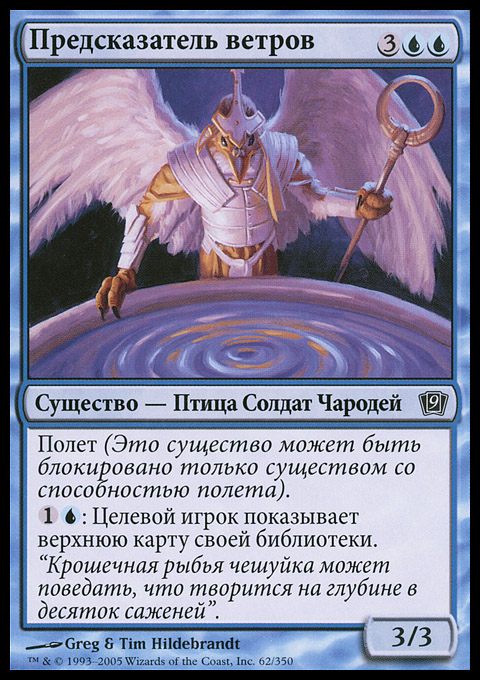 Предсказатель ветров 3
Существо — Птица Солдат Чародей 9
Полет (Это существо может быть
блокировано только существом со
способностью полета).
1 : Целевой игрок показывает
верхнюю карту своей библиотеки.
“Крошечная рыбья чешуйка может
поведать, что творится на глубине в
десяток саженей”.
3/3
Greg & Tim Hildebrandt
™ & © 1993–2005 Wizards of the Coast, Inc. 62/350